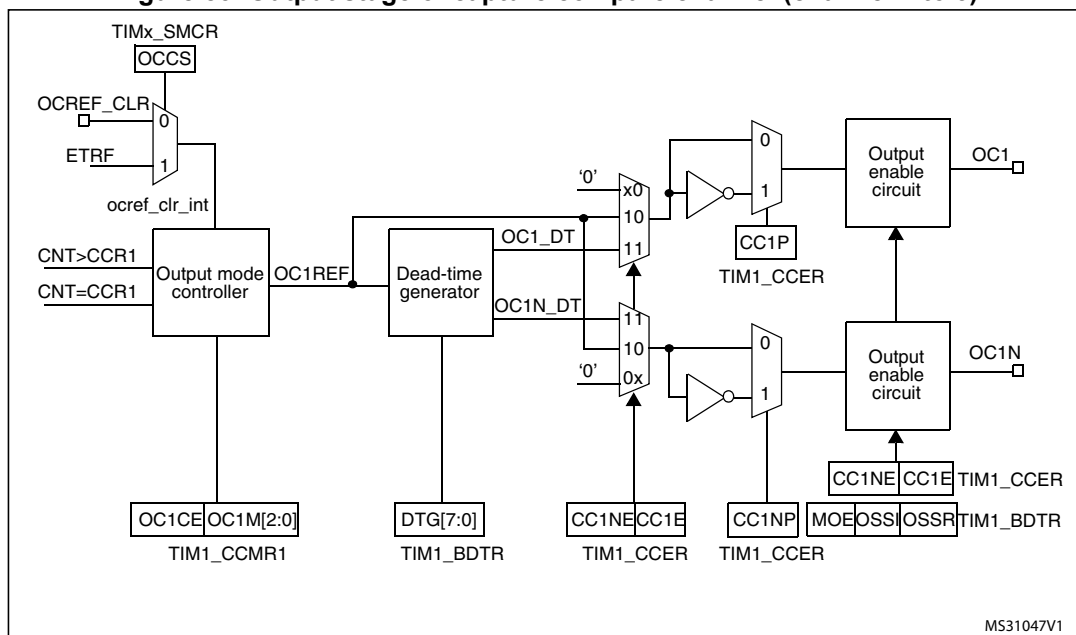 TIMx_SMCR
OCCS
OCREF_CLR
0
ETRF
1
ocref_clr_int
CNT>CCR1
CNT=CCR1
Output mode
controller
OC1REF
Dead-time
generator
OC1_DT
OC1N_DT
'0'
x0
10
11
11
10
'0'
0x
0
1
CC1P
TIM1_CCER
0
1
Output
enable
circuit
OC1
Output
enable
circuit
OC1N
CC1NE CC1E TIM1_CCER
OC1CE OC1M[2:0]
TIM1_CCMR1
DTG[7:0]
TIM1_BDTR
CC1NE CC1E
TIM1_CCER
CC1NP
TIM1_CCER
MOE OSSI OSSR TIM1_BDTR
MS31047V1